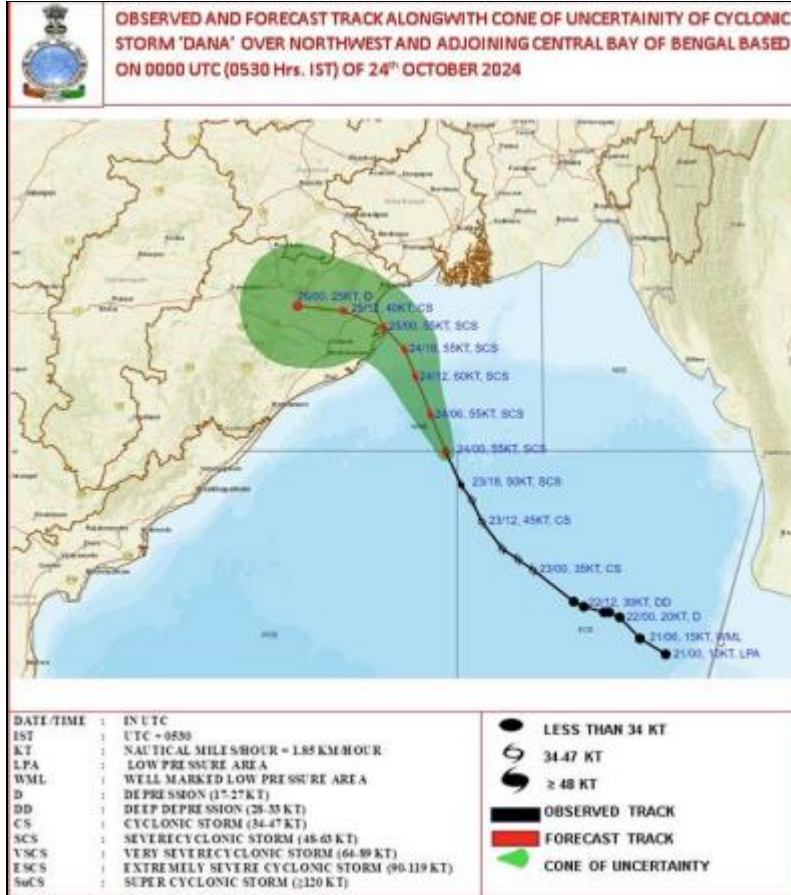 OBSERVED AND FORECAST TRACK ALONGWITH CONE OF UNCERTAINITY OF CYCLONIC
STORM 'DANA' OVER NORTHWEST AND ADJOINING CENTRAL BAY OF BENGAL BASED
ON 0000 UTC (0530 Hrs. IST) OF 24th OCTOBER 2024
26/00, 25KT, D
25/12, 40KT, CS
25/00, 55KT, SCS
24/18, 55KT, SCS
24/12, 60KT, SCS
24/06, 55KT, SCS
24/00, 55KT, SCS
23/18, 50KT, SCS
23/12, 45KT, CS
23/00, 35KT, CS
22/12, 30KT, DD
22/00, 20KT, D
21/06, 15KT, WML
21/00, 10KT, LPA
DATE/TIME : IN UTC
IST : UTC + 0530
KT : NAUTICAL MILES/HOUR = 1.85 KM/HOUR
LPA : LOW PRESSURE AREA
WML : WELL MARKED LOW PRESSURE AREA
D : DEPRESSION (17-27 KT)
DD : DEEP DEPRESSION (28-33 KT)
CS : CYCLONIC STORM (34-47 KT)
SCS : SEVERECYCLONIC STORM (48-63 KT)
VSCS : VERY SEVERECYCLONIC STORM (64-89 KT)
ESCS : EXTREMELY SEVERE CYCLONIC STORM (90-119 KT)
SuCS : SUPER CYCLONIC STORM (≥120 KT)
LESS THAN 34 KT
34-47 KT
≥ 48 KT
OBSERVED TRACK
FORECAST TRACK
CONE OF UNCERTAINTY